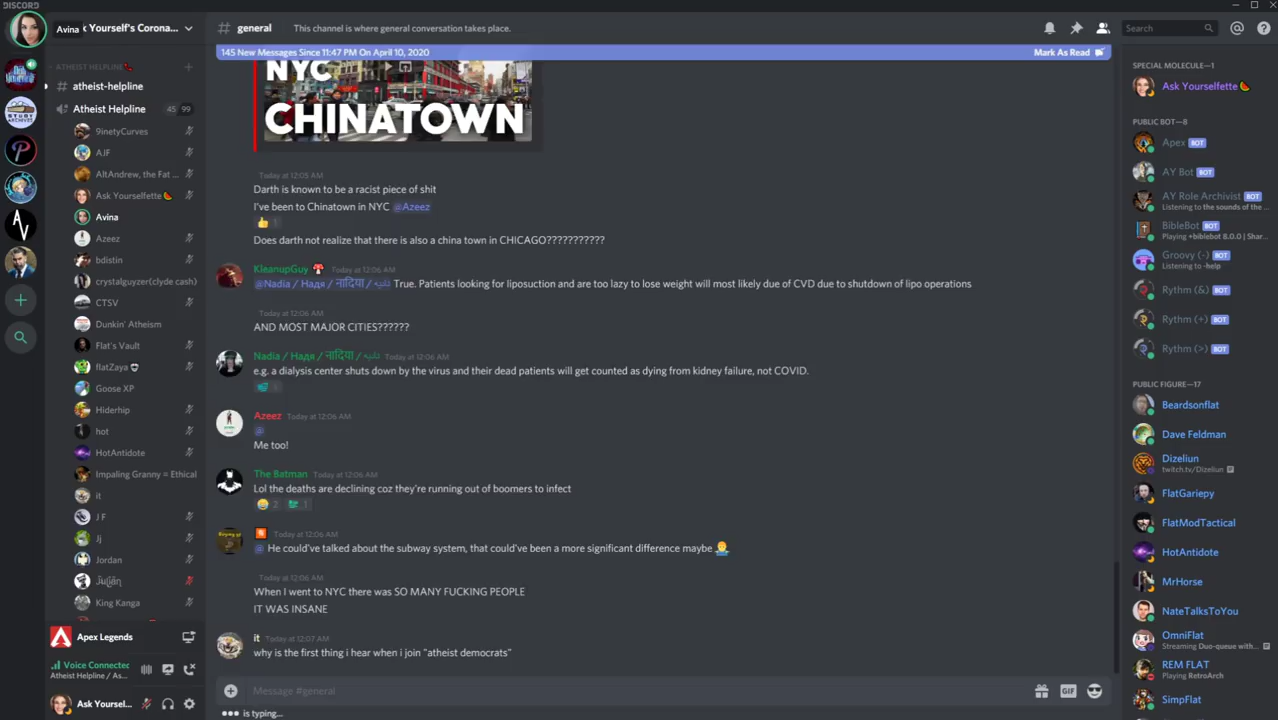 DISCORD
Avina
k Yourself's Corona...
# general
This channel is where general conversation takes place.
Search
145 New Messages Since 11:47 PM On April 10, 2020
Mark As Read
ATHEIST HELPLINE
# atheist-helpline
Atheist Helpline
45 99
9inetyCurves
AJF
AltAndrew, the Fat ...
Ask Yourselfette
Avina
Azeez
bdistin
crystalguyzer(clyde cash)
CTSV
Dunkin' Atheism
Flat's Vault
flatZaya
Goose XP
Hiderhip
hot
HotAntidote
Impaling Granny = Ethical
it
J F
Jj
Jordan
King Kanga
Apex Legends
Voice Connected
Atheist Helpline / As...
Ask Yoursel...
NYC
CHINATOWN
Today at 12:05 AM
Darth is known to be a racist piece of shit
I've been to Chinatown in NYC @Azeez
1
Does darth not realize that there is also a china town in CHICAGO???????????
KleanupGuy Today at 12:06 AM
@Nadia / Надя / नादिया / نادية True. Patients looking for liposuction and are too lazy to lose weight will most likely due of CVD due to shutdown of lipo operations
Today at 12:06 AM
AND MOST MAJOR CITIES??????
Nadia / Надя / नादिया / نادية Today at 12:06 AM
e.g. a dialysis center shuts down by the virus and their dead patients will get counted as dying from kidney failure, not COVID.
Azeez Today at 12:06 AM
@
Me too!
The Batman Today at 12:06 AM
Lol the deaths are declining coz they're running out of boomers to infect
2 1
Today at 12:06 AM
@ He could've talked about the subway system, that could've been a more significant difference maybe
Today at 12:06 AM
When I went to NYC there was SO MANY FUCKING PEOPLE
IT WAS INSANE
it Today at 12:07 AM
why is the first thing i hear when i join "atheist democrats"
Message #general
GIF
is typing...
SPECIAL MOLECULE—1
Ask Yourselfette
PUBLIC BOT—8
Apex BOT
AY Bot BOT
AY Role Archivist BOT
Listening to the sounds of the ...
BibleBot BOT
Playing +biblebot 8.0.0 | Shar...
Groovy (-) BOT
Listening to -help
Rythm (&) BOT
Rythm (+) BOT
Rythm (>) BOT
PUBLIC FIGURE—17
Beardsonflat
Dave Feldman
Dizeliun
twitch.tv/Dizeliun
FlatGariepy
FlatModTactical
HotAntidote
MrHorse
NateTalksToYou
OmniFlat
Streaming Duo-queue with...
REM FLAT
Playing RetroArch
SimpFlat